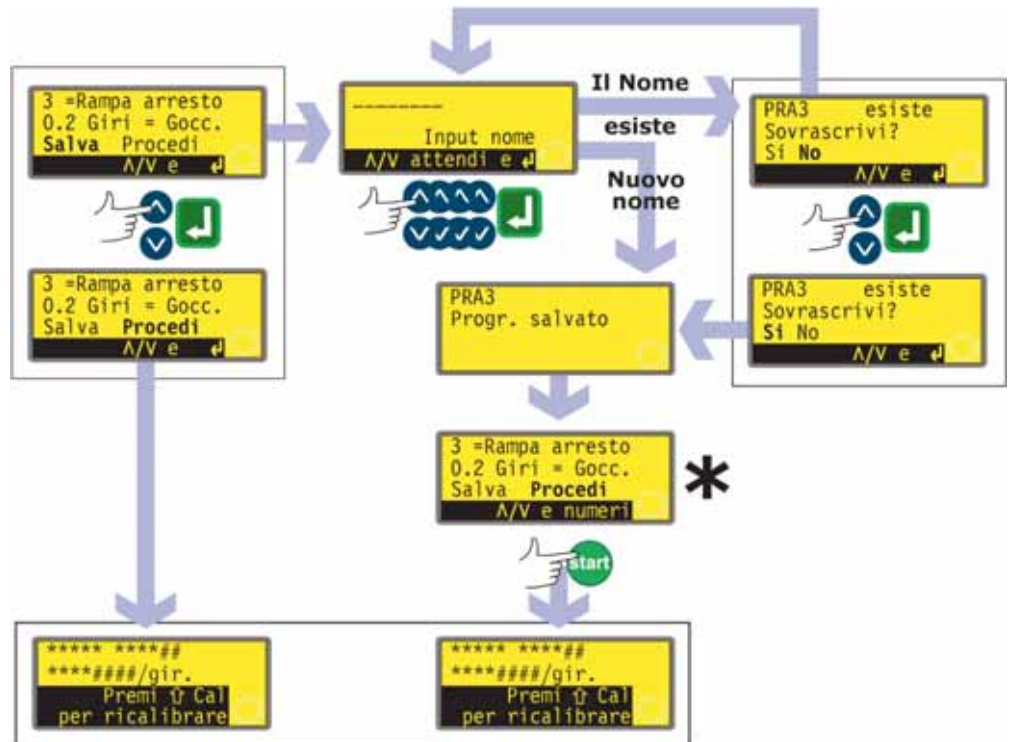 3 =Rampa arresto
0.2 Giri = Gocc.
Salva Procedi
Λ/V e ↲
3 =Rampa arresto
0.2 Giri = Gocc.
Salva Procedi
Λ/V e ↲
--------
Input nome
Λ/V attendi e ↲
Il Nome
esiste
Nuovo
nome
PRA3 esiste
Sovrascrivi?
Si No
Λ/V e ↲
PRA3 esiste
Sovrascrivi?
Si No
Λ/V e ↲
PRA3
Progr. salvato
3 =Rampa arresto
0.2 Giri = Gocc.
Salva Procedi
Λ/V e numeri
*
start
***** ****##
****####/gir.
Premi ⇧ Cal
per ricalibrare
***** ****##
****####/gir.
Premi ⇧ Cal
per ricalibrare